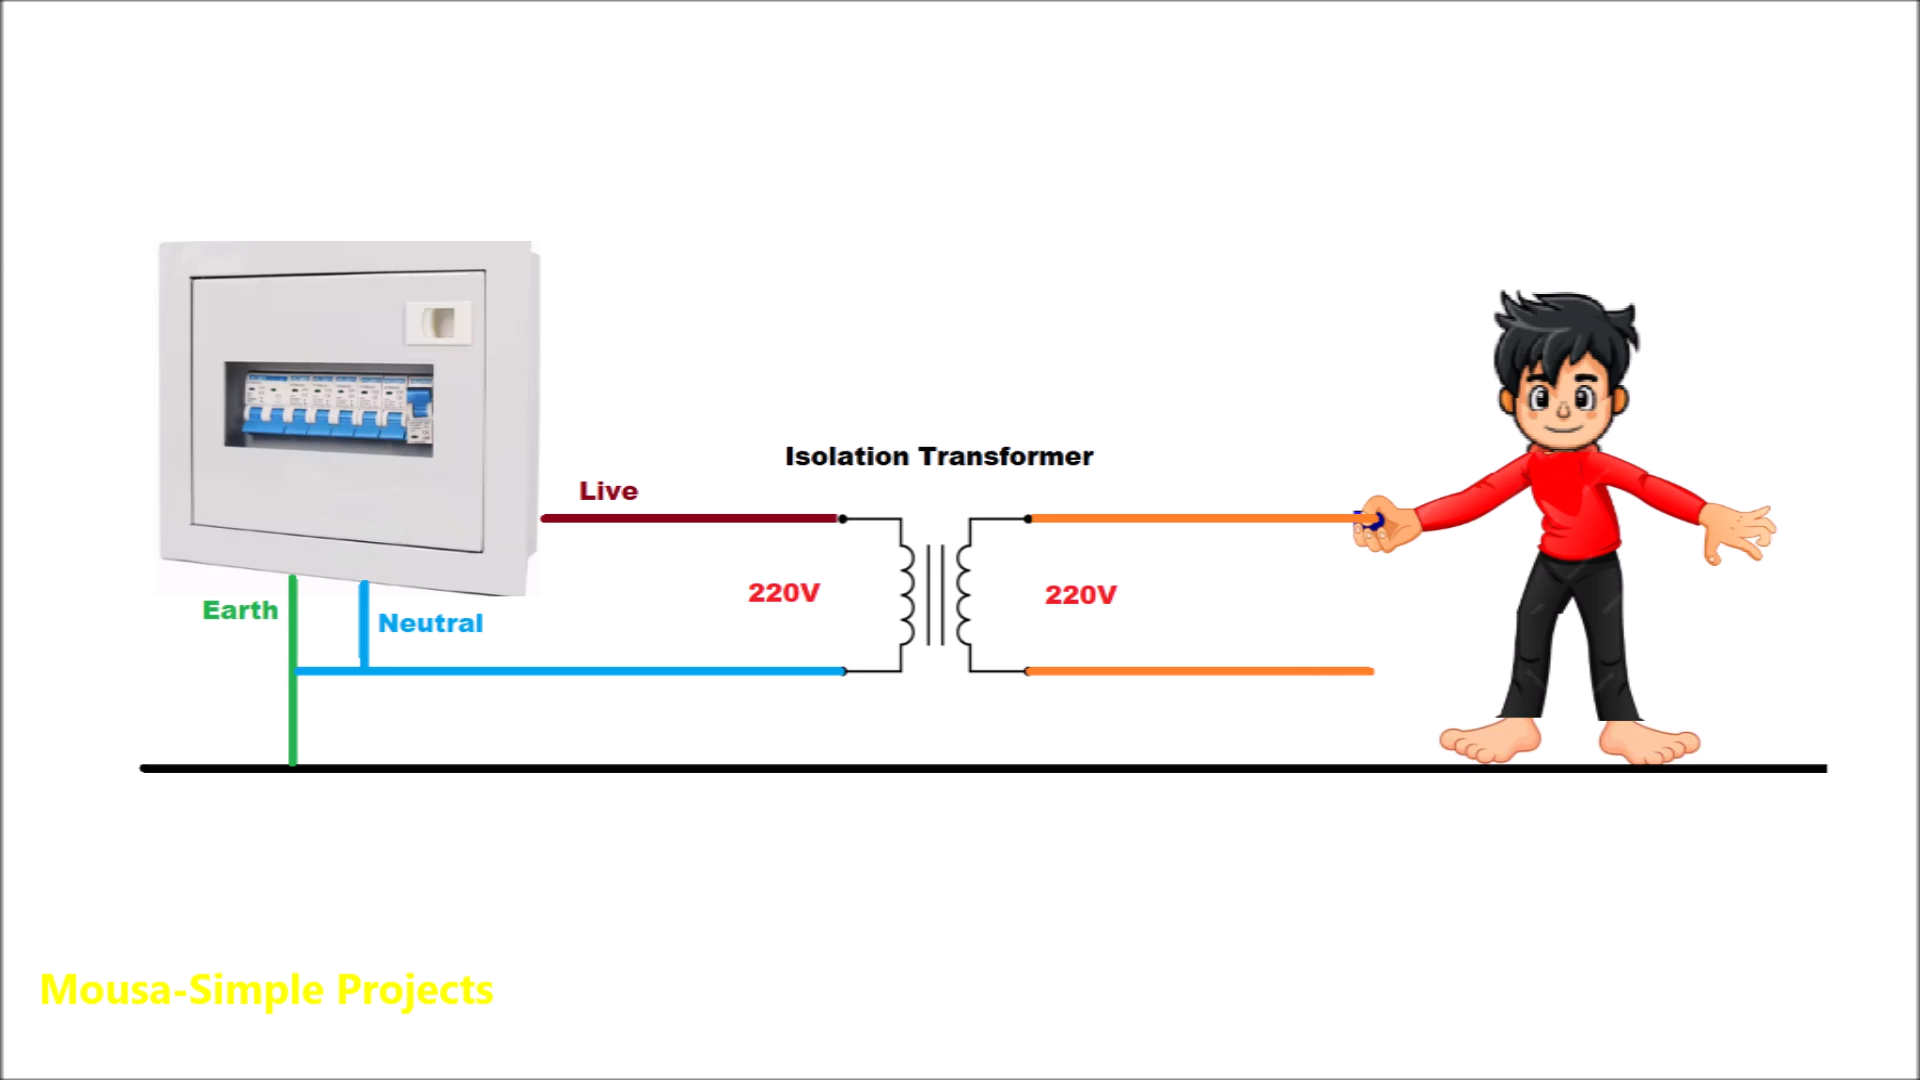 Isolation Transformer
Live
220V
220V
Earth
Neutral
Mousa-Simple Projects